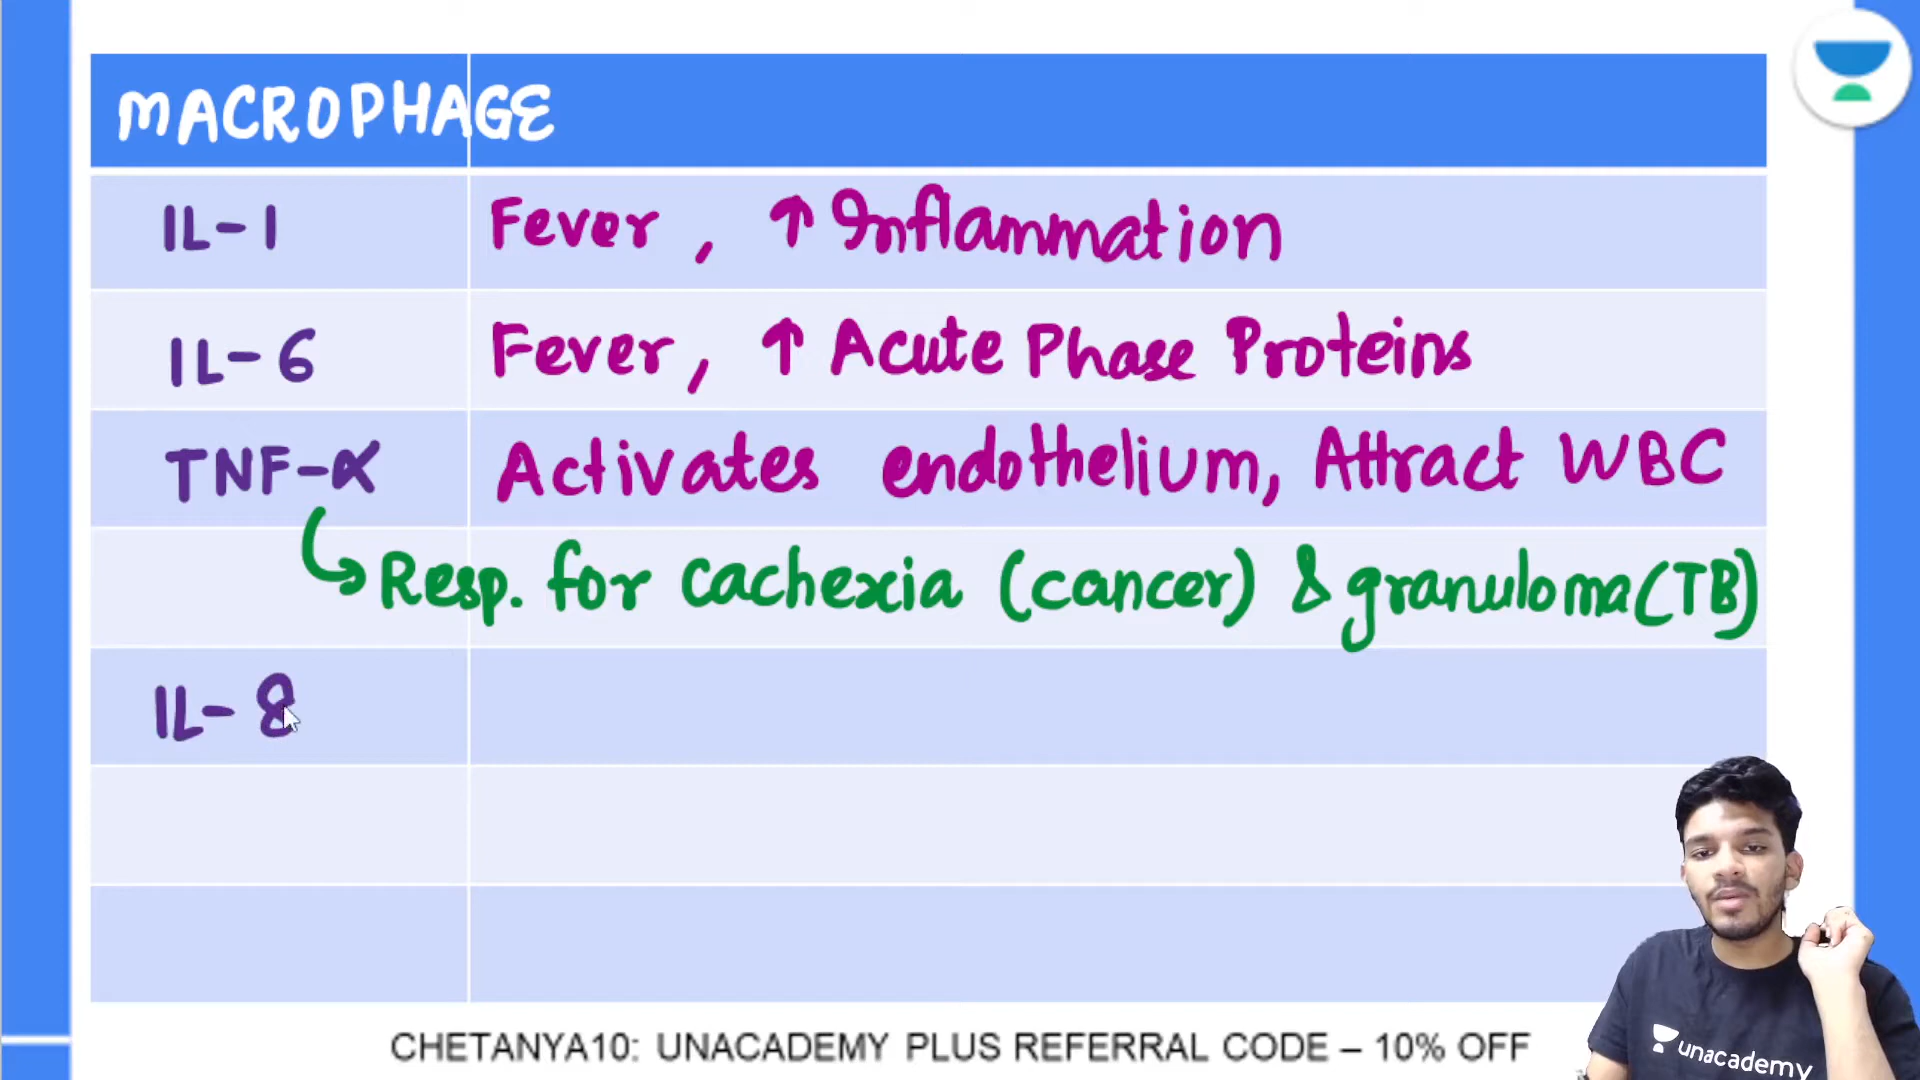 MACROPHAGE
IL-1 Fever, ↑ Inflammation
IL-6 Fever, ↑ Acute Phase Proteins
TNF-α Activates endothelium, Attract WBC
↳ Resp. for cachexia (cancer) & granuloma (TB)
IL-8
CHETANYA10: UNACADEMY PLUS REFERRAL CODE – 10% OFF
unacademy